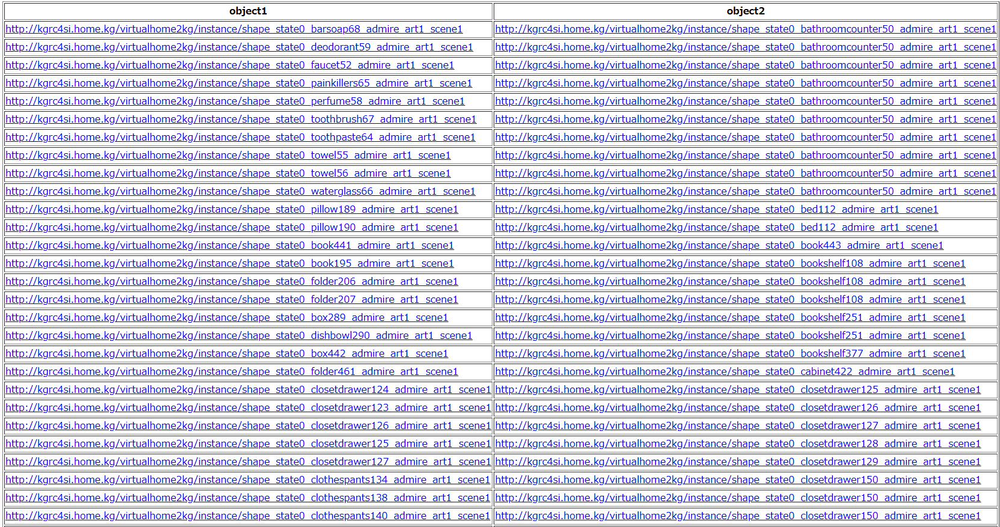 object1 object2
http://kgrc4si.home.kg/virtualhome2kg/instance/shape_state0_barsoap68_admire_art1_scene1 http://kgrc4si.home.kg/virtualhome2kg/instance/shape_state0_bathroomcounter50_admire_art1_scene1
http://kgrc4si.home.kg/virtualhome2kg/instance/shape_state0_deodorant59_admire_art1_scene1 http://kgrc4si.home.kg/virtualhome2kg/instance/shape_state0_bathroomcounter50_admire_art1_scene1
http://kgrc4si.home.kg/virtualhome2kg/instance/shape_state0_faucet52_admire_art1_scene1 http://kgrc4si.home.kg/virtualhome2kg/instance/shape_state0_bathroomcounter50_admire_art1_scene1
http://kgrc4si.home.kg/virtualhome2kg/instance/shape_state0_painkillers65_admire_art1_scene1 http://kgrc4si.home.kg/virtualhome2kg/instance/shape_state0_bathroomcounter50_admire_art1_scene1
http://kgrc4si.home.kg/virtualhome2kg/instance/shape_state0_perfume58_admire_art1_scene1 http://kgrc4si.home.kg/virtualhome2kg/instance/shape_state0_bathroomcounter50_admire_art1_scene1
http://kgrc4si.home.kg/virtualhome2kg/instance/shape_state0_toothbrush67_admire_art1_scene1 http://kgrc4si.home.kg/virtualhome2kg/instance/shape_state0_bathroomcounter50_admire_art1_scene1
http://kgrc4si.home.kg/virtualhome2kg/instance/shape_state0_toothpaste64_admire_art1_scene1 http://kgrc4si.home.kg/virtualhome2kg/instance/shape_state0_bathroomcounter50_admire_art1_scene1
http://kgrc4si.home.kg/virtualhome2kg/instance/shape_state0_towel55_admire_art1_scene1 http://kgrc4si.home.kg/virtualhome2kg/instance/shape_state0_bathroomcounter50_admire_art1_scene1
http://kgrc4si.home.kg/virtualhome2kg/instance/shape_state0_towel56_admire_art1_scene1 http://kgrc4si.home.kg/virtualhome2kg/instance/shape_state0_bathroomcounter50_admire_art1_scene1
http://kgrc4si.home.kg/virtualhome2kg/instance/shape_state0_waterglass66_admire_art1_scene1 http://kgrc4si.home.kg/virtualhome2kg/instance/shape_state0_bathroomcounter50_admire_art1_scene1
http://kgrc4si.home.kg/virtualhome2kg/instance/shape_state0_pillow189_admire_art1_scene1 http://kgrc4si.home.kg/virtualhome2kg/instance/shape_state0_bed112_admire_art1_scene1
http://kgrc4si.home.kg/virtualhome2kg/instance/shape_state0_pillow190_admire_art1_scene1 http://kgrc4si.home.kg/virtualhome2kg/instance/shape_state0_bed112_admire_art1_scene1
http://kgrc4si.home.kg/virtualhome2kg/instance/shape_state0_book441_admire_art1_scene1 http://kgrc4si.home.kg/virtualhome2kg/instance/shape_state0_book443_admire_art1_scene1
http://kgrc4si.home.kg/virtualhome2kg/instance/shape_state0_book195_admire_art1_scene1 http://kgrc4si.home.kg/virtualhome2kg/instance/shape_state0_bookshelf108_admire_art1_scene1
http://kgrc4si.home.kg/virtualhome2kg/instance/shape_state0_folder206_admire_art1_scene1 http://kgrc4si.home.kg/virtualhome2kg/instance/shape_state0_bookshelf108_admire_art1_scene1
http://kgrc4si.home.kg/virtualhome2kg/instance/shape_state0_folder207_admire_art1_scene1 http://kgrc4si.home.kg/virtualhome2kg/instance/shape_state0_bookshelf108_admire_art1_scene1
http://kgrc4si.home.kg/virtualhome2kg/instance/shape_state0_box289_admire_art1_scene1 http://kgrc4si.home.kg/virtualhome2kg/instance/shape_state0_bookshelf251_admire_art1_scene1
http://kgrc4si.home.kg/virtualhome2kg/instance/shape_state0_dishbowl290_admire_art1_scene1 http://kgrc4si.home.kg/virtualhome2kg/instance/shape_state0_bookshelf251_admire_art1_scene1
http://kgrc4si.home.kg/virtualhome2kg/instance/shape_state0_box442_admire_art1_scene1 http://kgrc4si.home.kg/virtualhome2kg/instance/shape_state0_bookshelf377_admire_art1_scene1
http://kgrc4si.home.kg/virtualhome2kg/instance/shape_state0_folder461_admire_art1_scene1 http://kgrc4si.home.kg/virtualhome2kg/instance/shape_state0_cabinet422_admire_art1_scene1
http://kgrc4si.home.kg/virtualhome2kg/instance/shape_state0_closetdrawer124_admire_art1_scene1 http://kgrc4si.home.kg/virtualhome2kg/instance/shape_state0_closetdrawer125_admire_art1_scene1
http://kgrc4si.home.kg/virtualhome2kg/instance/shape_state0_closetdrawer123_admire_art1_scene1 http://kgrc4si.home.kg/virtualhome2kg/instance/shape_state0_closetdrawer126_admire_art1_scene1
http://kgrc4si.home.kg/virtualhome2kg/instance/shape_state0_closetdrawer126_admire_art1_scene1 http://kgrc4si.home.kg/virtualhome2kg/instance/shape_state0_closetdrawer127_admire_art1_scene1
http://kgrc4si.home.kg/virtualhome2kg/instance/shape_state0_closetdrawer125_admire_art1_scene1 http://kgrc4si.home.kg/virtualhome2kg/instance/shape_state0_closetdrawer128_admire_art1_scene1
http://kgrc4si.home.kg/virtualhome2kg/instance/shape_state0_closetdrawer127_admire_art1_scene1 http://kgrc4si.home.kg/virtualhome2kg/instance/shape_state0_closetdrawer129_admire_art1_scene1
http://kgrc4si.home.kg/virtualhome2kg/instance/shape_state0_clothespants134_admire_art1_scene1 http://kgrc4si.home.kg/virtualhome2kg/instance/shape_state0_closetdrawer150_admire_art1_scene1
http://kgrc4si.home.kg/virtualhome2kg/instance/shape_state0_clothespants138_admire_art1_scene1 http://kgrc4si.home.kg/virtualhome2kg/instance/shape_state0_closetdrawer150_admire_art1_scene1
http://kgrc4si.home.kg/virtualhome2kg/instance/shape_state0_clothespants140_admire_art1_scene1 http://kgrc4si.home.kg/virtualhome2kg/instance/shape_state0_closetdrawer150_admire_art1_scene1